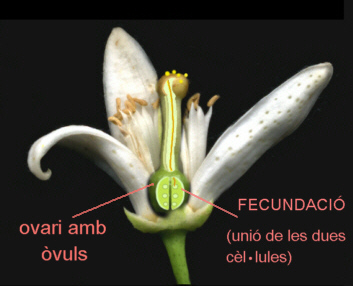 ovari amb
òvuls
FECUNDACIÓ
(unió de les dues
cèl·lules)